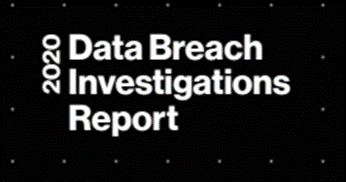 2020
Data Breach
Investigations
Report